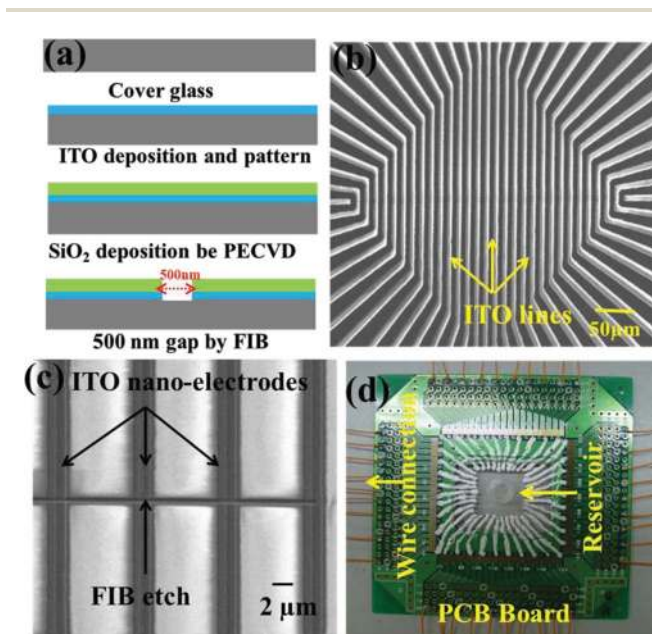 (a)
Cover glass
ITO deposition and pattern
SiO₂ deposition be PECVD
500nm
500 nm gap by FIB
(b)
ITO lines
50µm
(c)
ITO nano-electrodes
FIB etch
2 µm
(d)
Wire connection
Reservoir
PCB Board